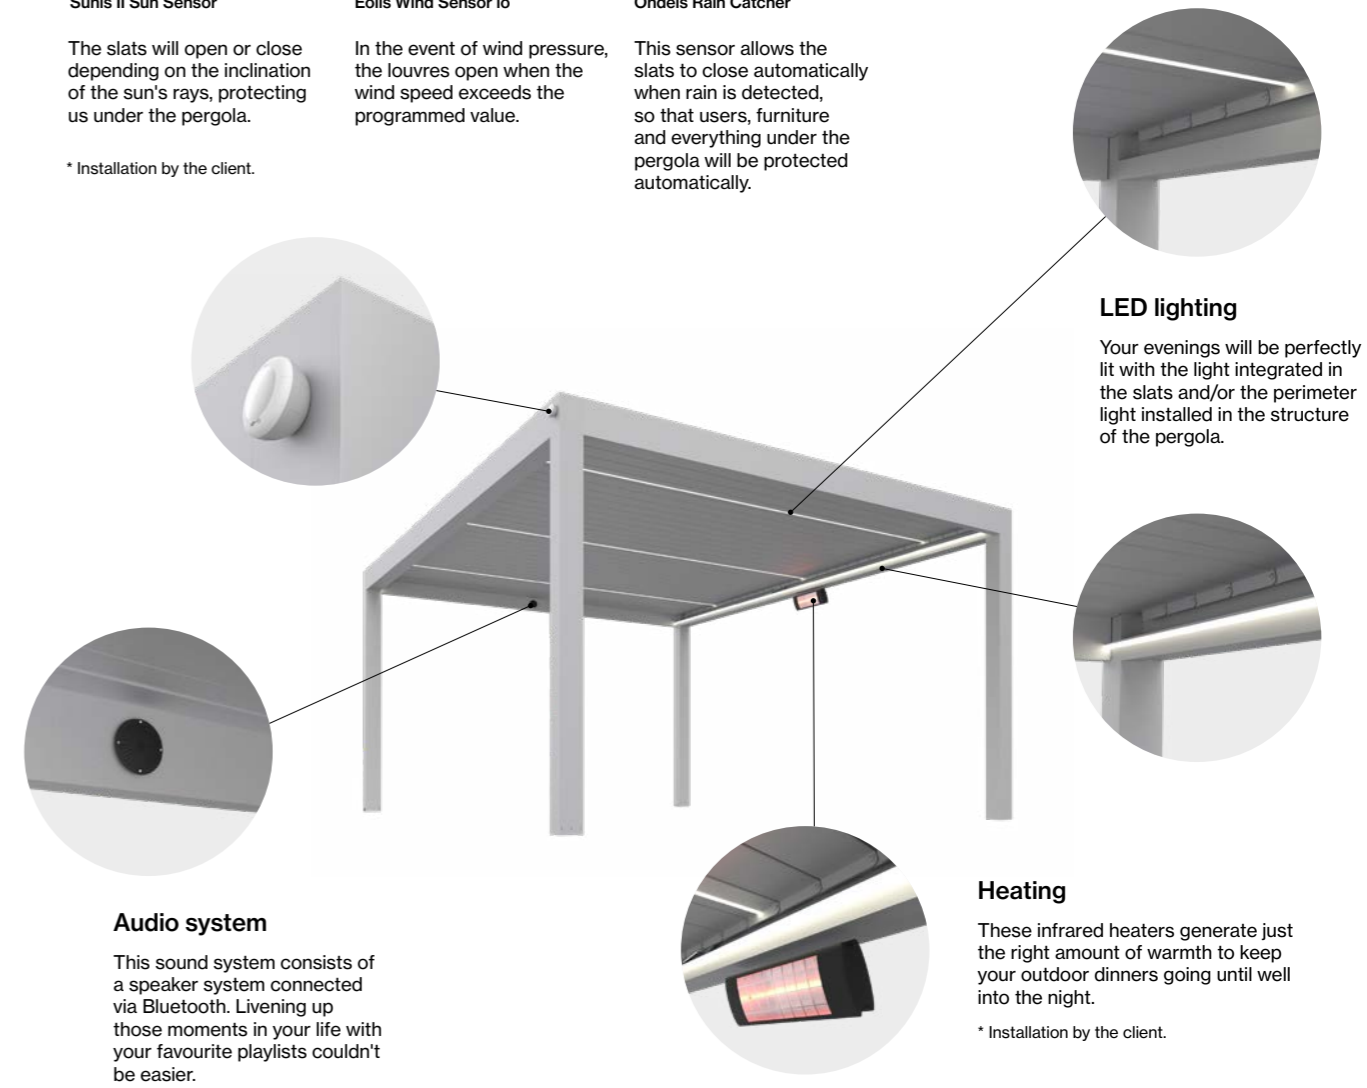 Sunis II Sun Sensor
The slats will open or close
depending on the inclination
of the sun's rays, protecting
us under the pergola.
* Installation by the client.
Eolis Wind Sensor io
In the event of wind pressure,
the louvres open when the
wind speed exceeds the
programmed value.
Ondeis Rain Catcher
This sensor allows the
slats to close automatically
when rain is detected,
so that users, furniture
and everything under the
pergola will be protected
automatically.
LED lighting
Your evenings will be perfectly
lit with the light integrated in
the slats and/or the perimeter
light installed in the structure
of the pergola.
Audio system
This sound system consists of
a speaker system connected
via Bluetooth. Livening up
those moments in your life with
your favourite playlists couldn't
be easier.
Heating
These infrared heaters generate just
the right amount of warmth to keep
your outdoor dinners going until well
into the night.
* Installation by the client.